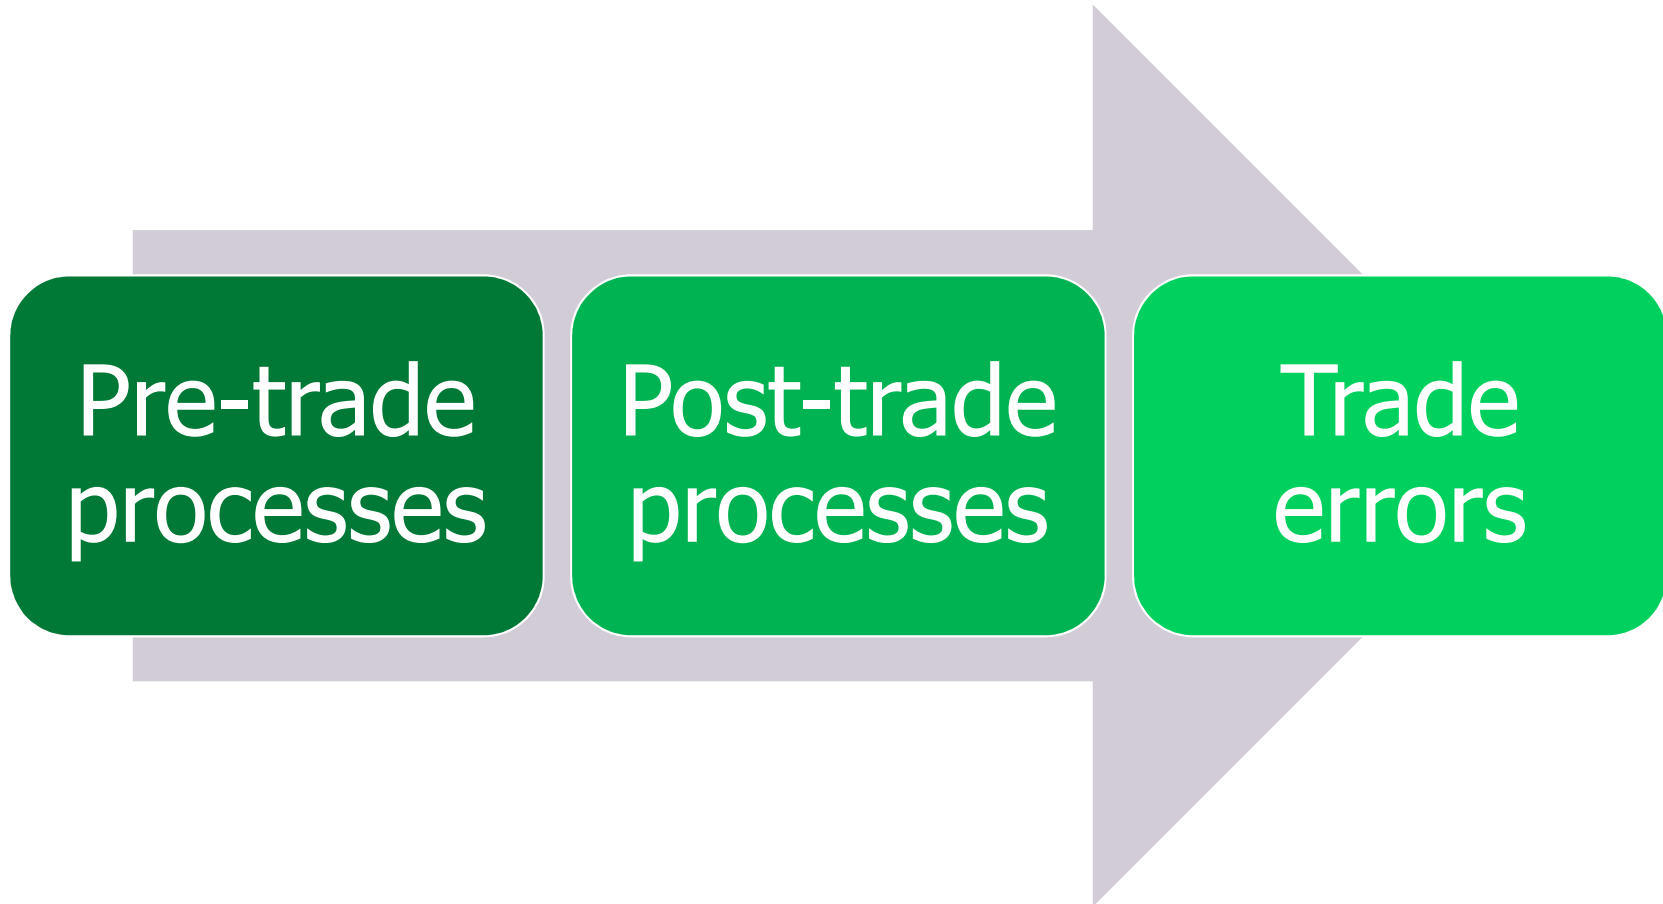 Pre-trade
processes
Post-trade
processes
Trade
errors